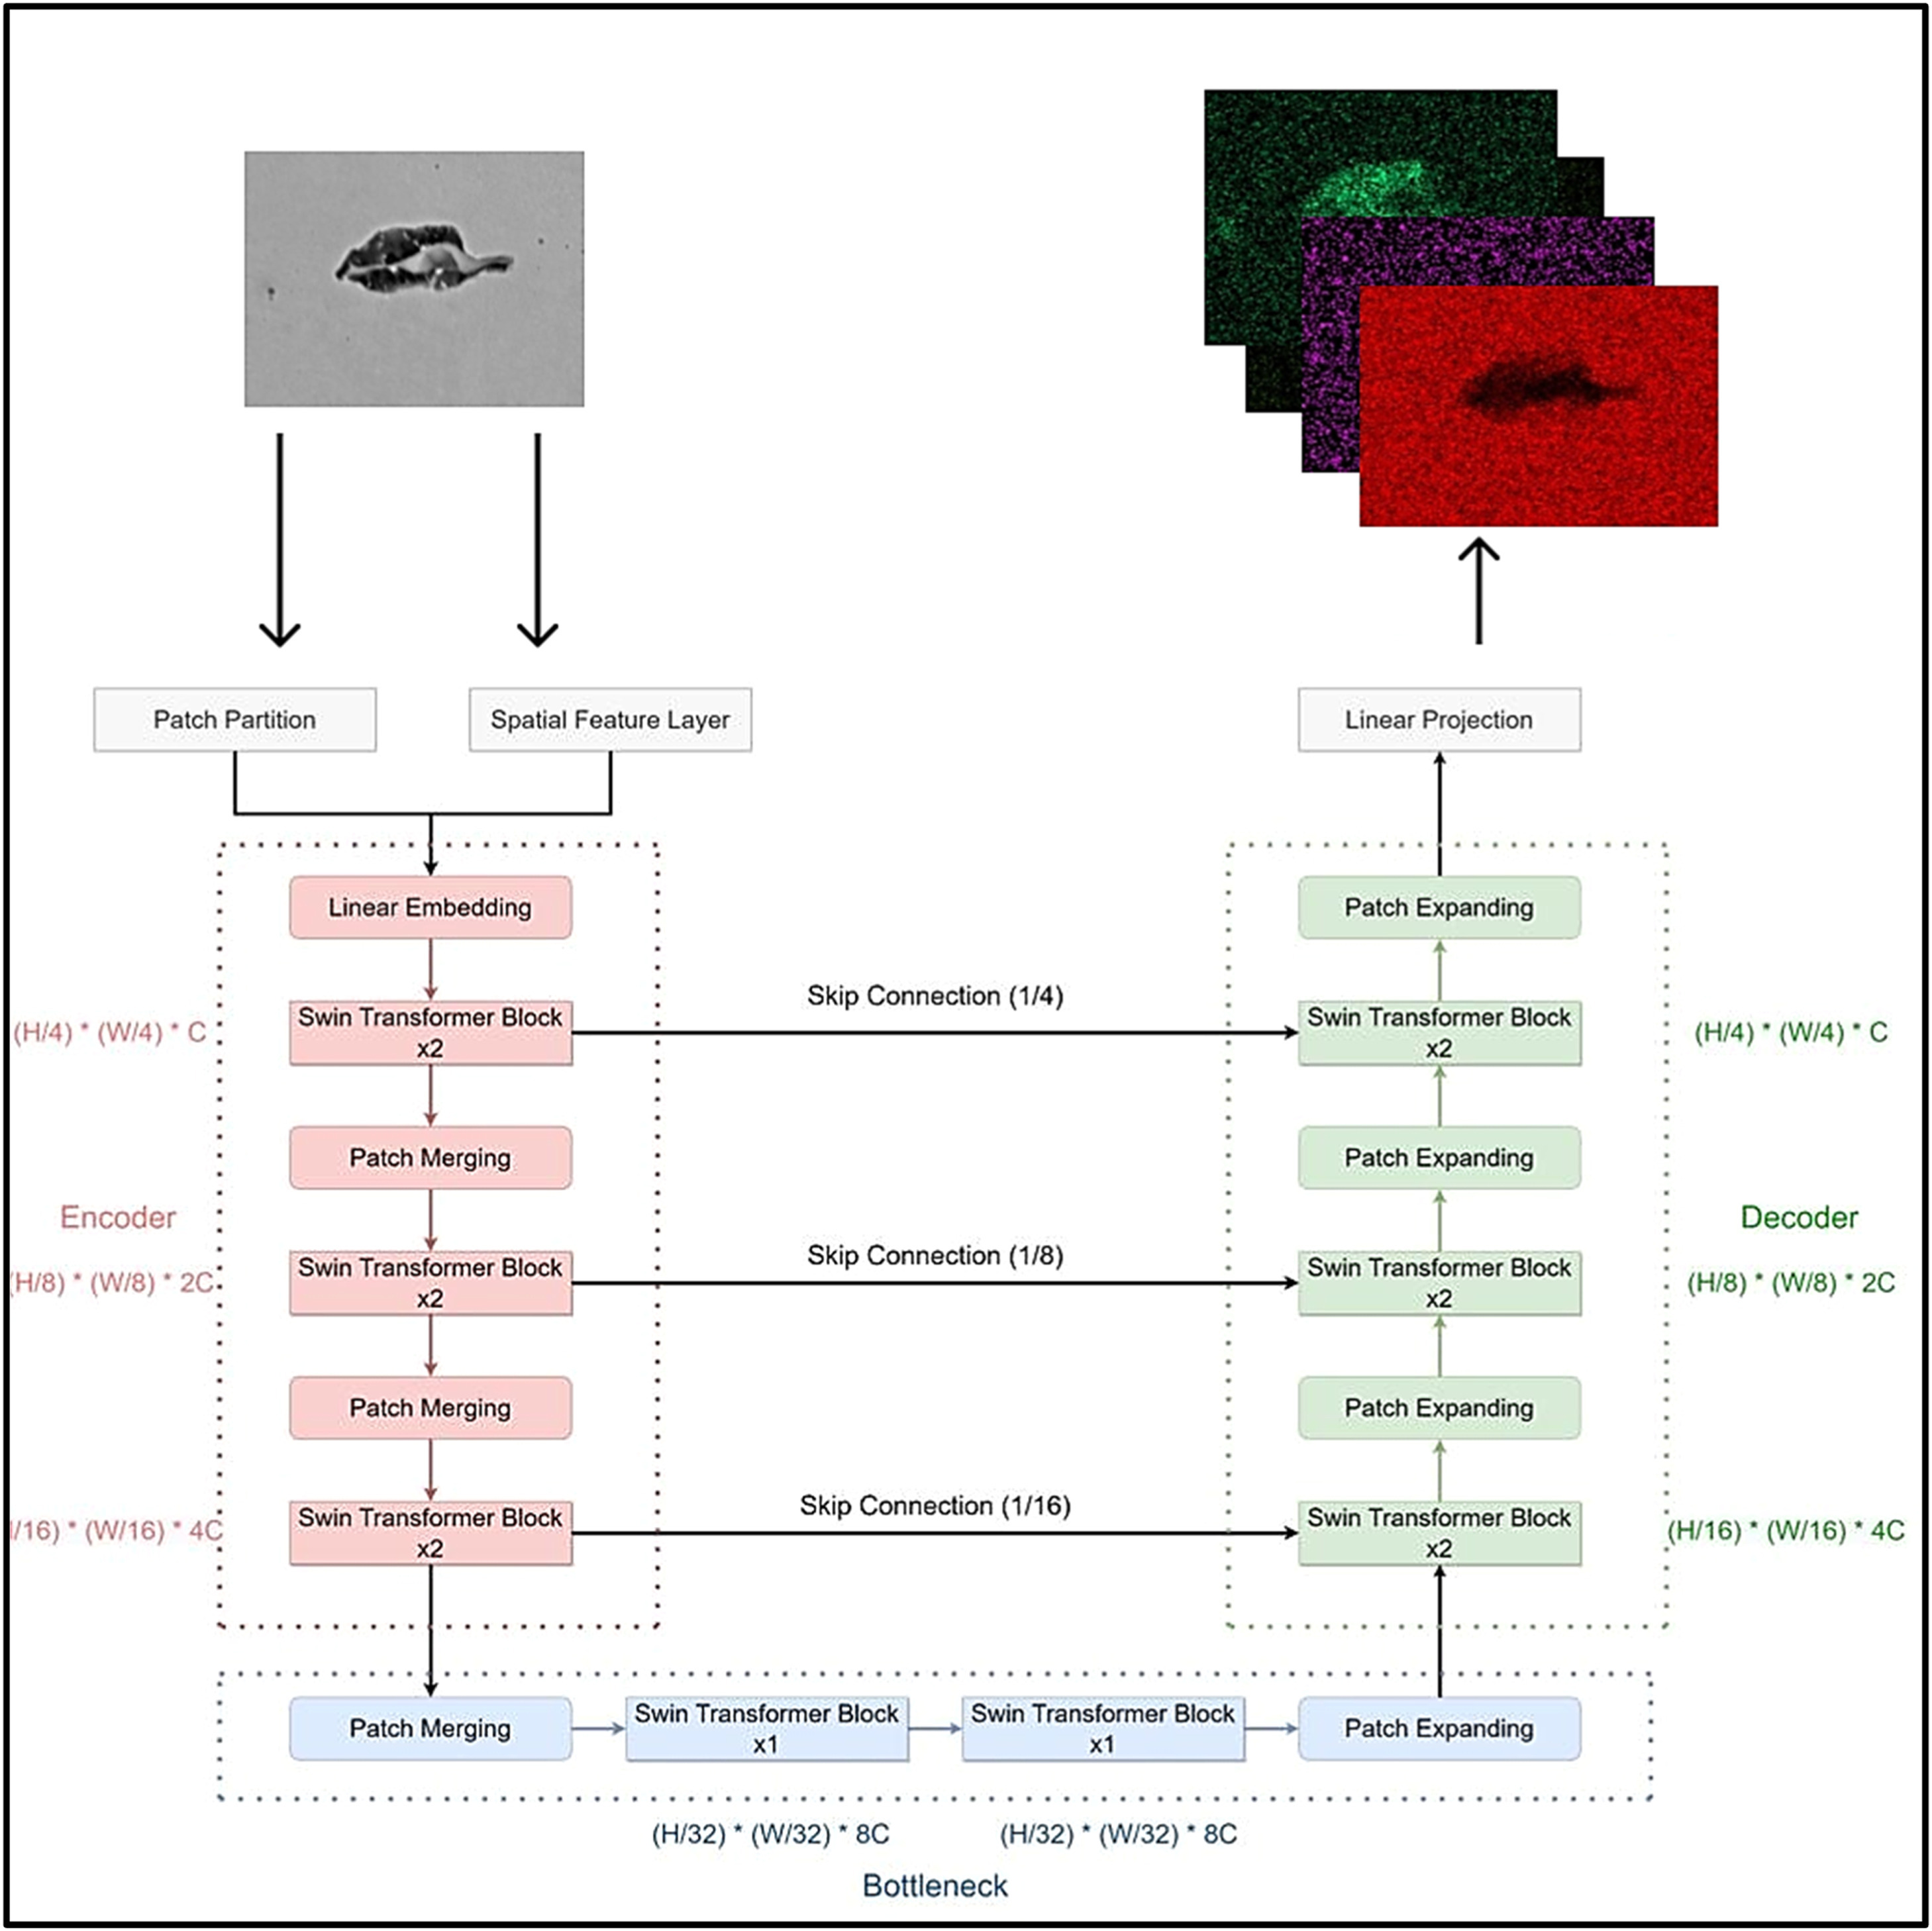 Patch Partition
Spatial Feature Layer
Linear Projection
Linear Embedding
Patch Expanding
Skip Connection (1/4)
(H/4) * (W/4) * C
Swin Transformer Block
x2
Swin Transformer Block
x2
(H/4) * (W/4) * C
Patch Merging
Patch Expanding
Encoder
Decoder
Skip Connection (1/8)
H/8) * (W/8) * 2C
Swin Transformer Block
x2
Swin Transformer Block
x2
(H/8) * (W/8) * 2C
Patch Merging
Patch Expanding
Skip Connection (1/16)
/16) * (W/16) * 4C
Swin Transformer Block
x2
Swin Transformer Block
x2
(H/16) * (W/16) * 4C
Patch Merging
Swin Transformer Block
x1
Swin Transformer Block
x1
Patch Expanding
(H/32) * (W/32) * 8C
(H/32) * (W/32) * 8C
Bottleneck